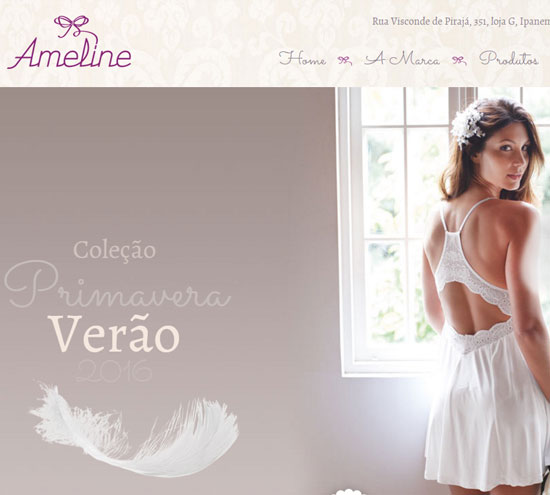 Ameline
Rua Visconde de Pirajá, 351, loja G, Ipanem
Home A Marca Produtos
Coleção
Primavera
Verão
2016